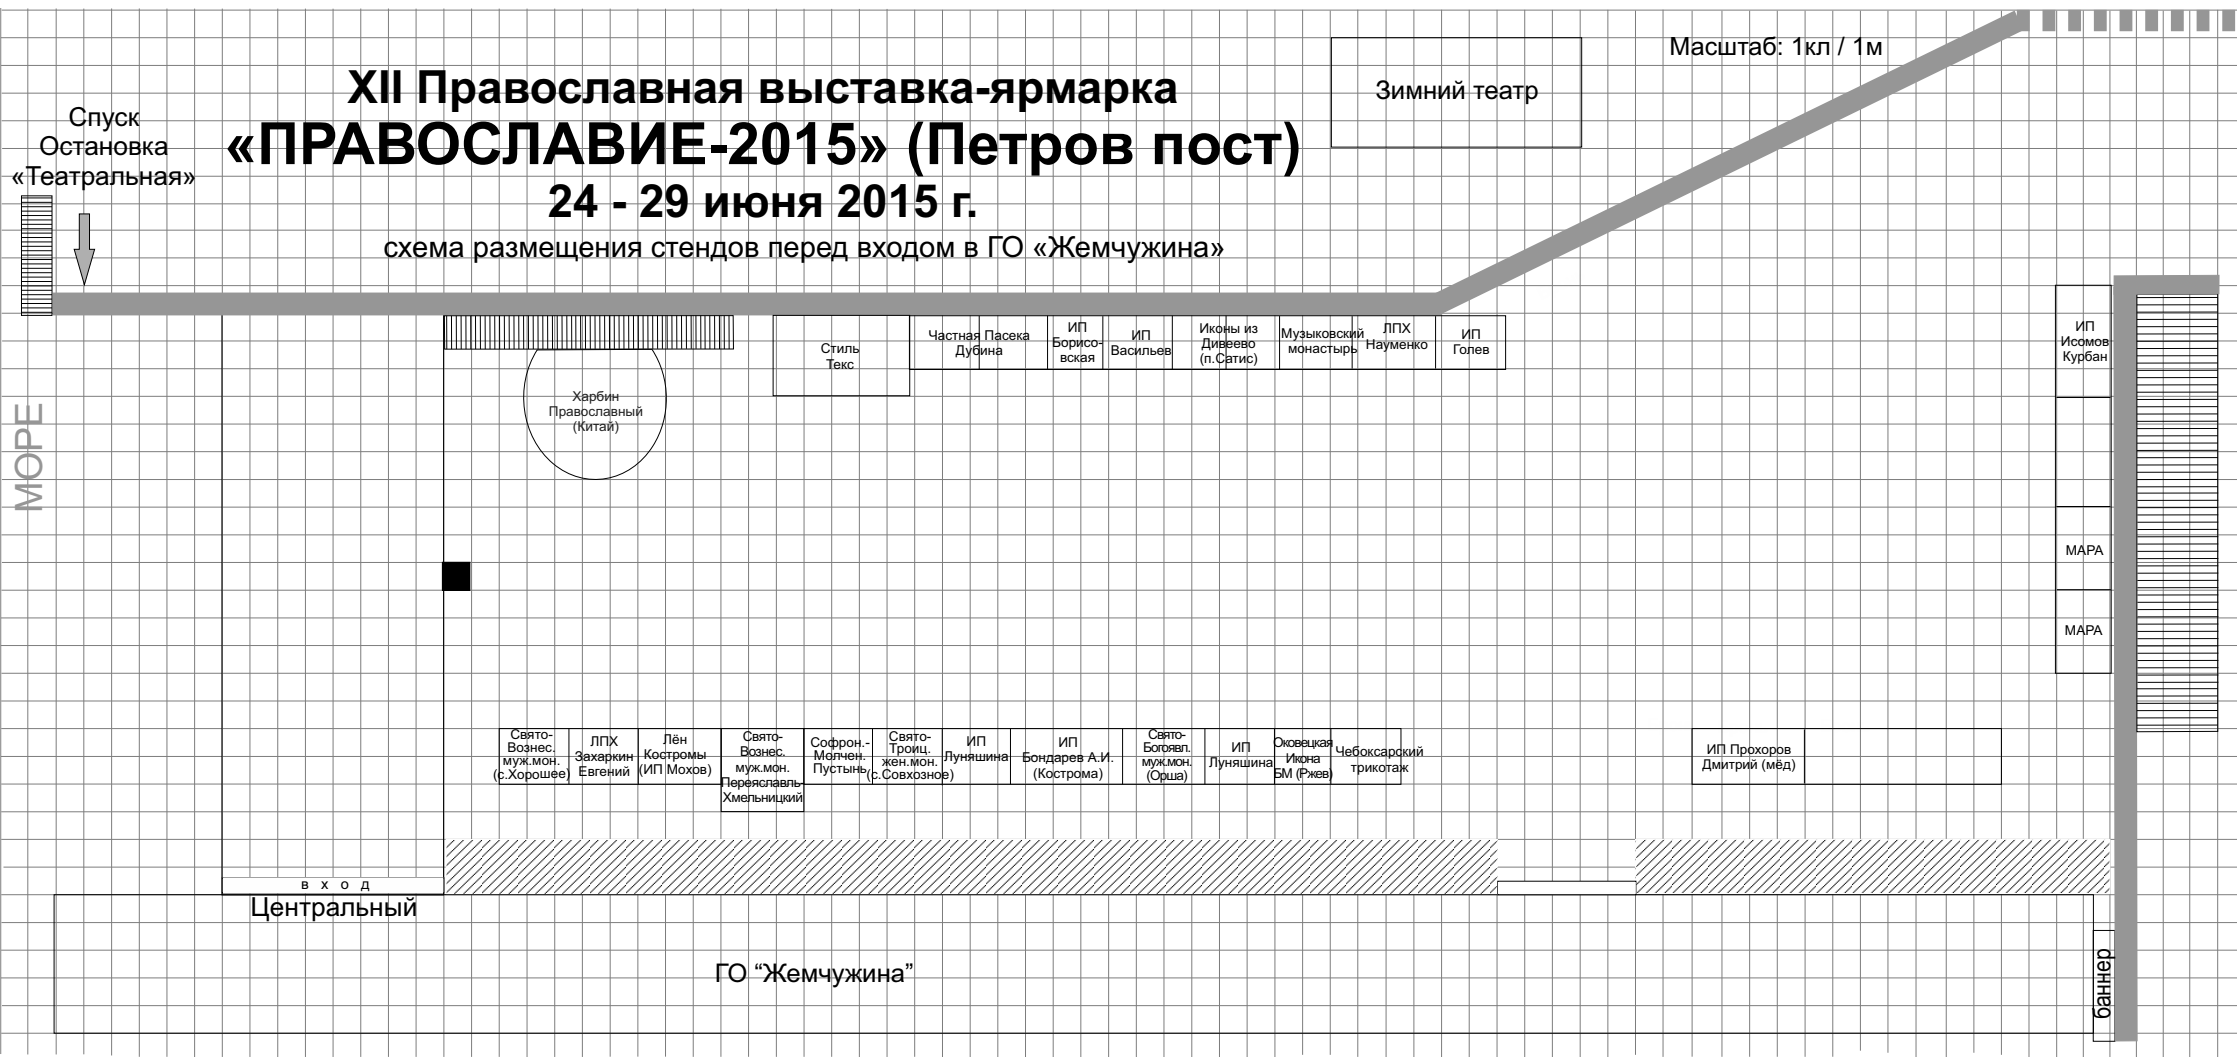 Масштаб: 1кл / 1м
XII Православная выставка-ярмарка
«ПРАВОСЛАВИЕ-2015» (Петров пост)
24 - 29 июня 2015 г.
схема размещения стендов перед входом в ГО «Жемчужина»
Зимний театр
Спуск
Остановка
«Театральная»
МОРЕ
Харбин
Православный
(Китай)
Стиль
Текс
Частная Пасека
Дубина
ИП
Борисо-
вская
ИП
Васильев
Иконы из
Дивеево
(п.Сатис)
Музыковский
монастырь
ЛПХ
Науменко
ИП
Голев
ИП
Исомов
Курбан
МАРА
МАРА
Свято-
Вознес.
муж.мон.
(с.Хорошее)
ЛПХ
Захаркин
Евгений
Лён
Костромы
(ИП Мохов)
Свято-
Вознес.
муж.мон.
Переяславль-
Хмельницкий
Софрон.-
Молчен.
Пустынь
Свято-
Троиц.
жен.мон.
(с.Совхозное)
ИП
Луняшина
ИП
Бондарев А.И.
(Кострома)
Свято-
Богоявл.
муж.мон.
(Орша)
ИП
Луняшина
Оковецкая
Икона
БМ (Ржев)
Чебоксарский
трикотаж
ИП Прохоров
Дмитрий (мёд)
вход
Центральный
ГО “Жемчужина”
баннер